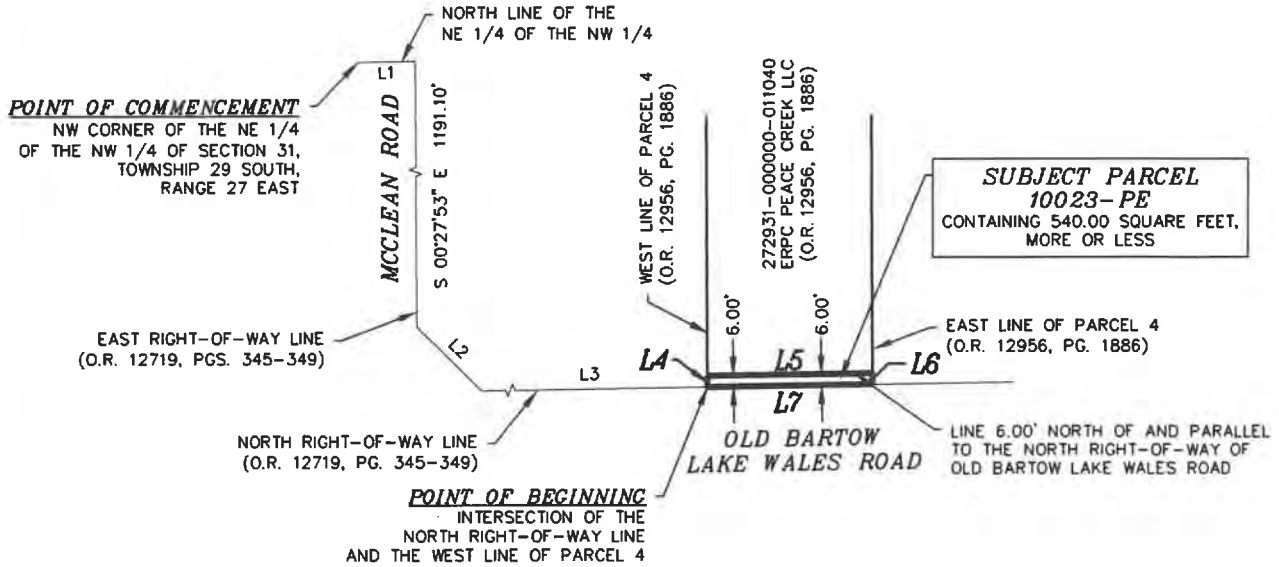 NORTH LINE OF THE
NE 1/4 OF THE NW 1/4
L1
POINT OF COMMENCEMENT
NW CORNER OF THE NE 1/4
OF THE NW 1/4 OF SECTION 31,
TOWNSHIP 29 SOUTH,
RANGE 27 EAST
MCCLEAN ROAD
S 00°27'53" E 1191.10'
WEST LINE OF PARCEL 4
(O.R. 12956, PG. 1886)
272931-000000-011040
ERPC PEACE CREEK LLC
(O.R. 12956, PG. 1886)
SUBJECT PARCEL
10023-PE
CONTAINING 540.00 SQUARE FEET,
MORE OR LESS
EAST RIGHT-OF-WAY LINE
(O.R. 12719, PGS. 345-349)
L2
L3
6.00'
6.00'
EAST LINE OF PARCEL 4
(O.R. 12956, PG. 1886)
L4
L5
L6
L7
NORTH RIGHT-OF-WAY LINE
(O.R. 12719, PG. 345-349)
OLD BARTOW
LAKE WALES ROAD
LINE 6.00' NORTH OF AND PARALLEL
TO THE NORTH RIGHT-OF-WAY OF
OLD BARTOW LAKE WALES ROAD
POINT OF BEGINNING
INTERSECTION OF THE
NORTH RIGHT-OF-WAY LINE
AND THE WEST LINE OF PARCEL 4